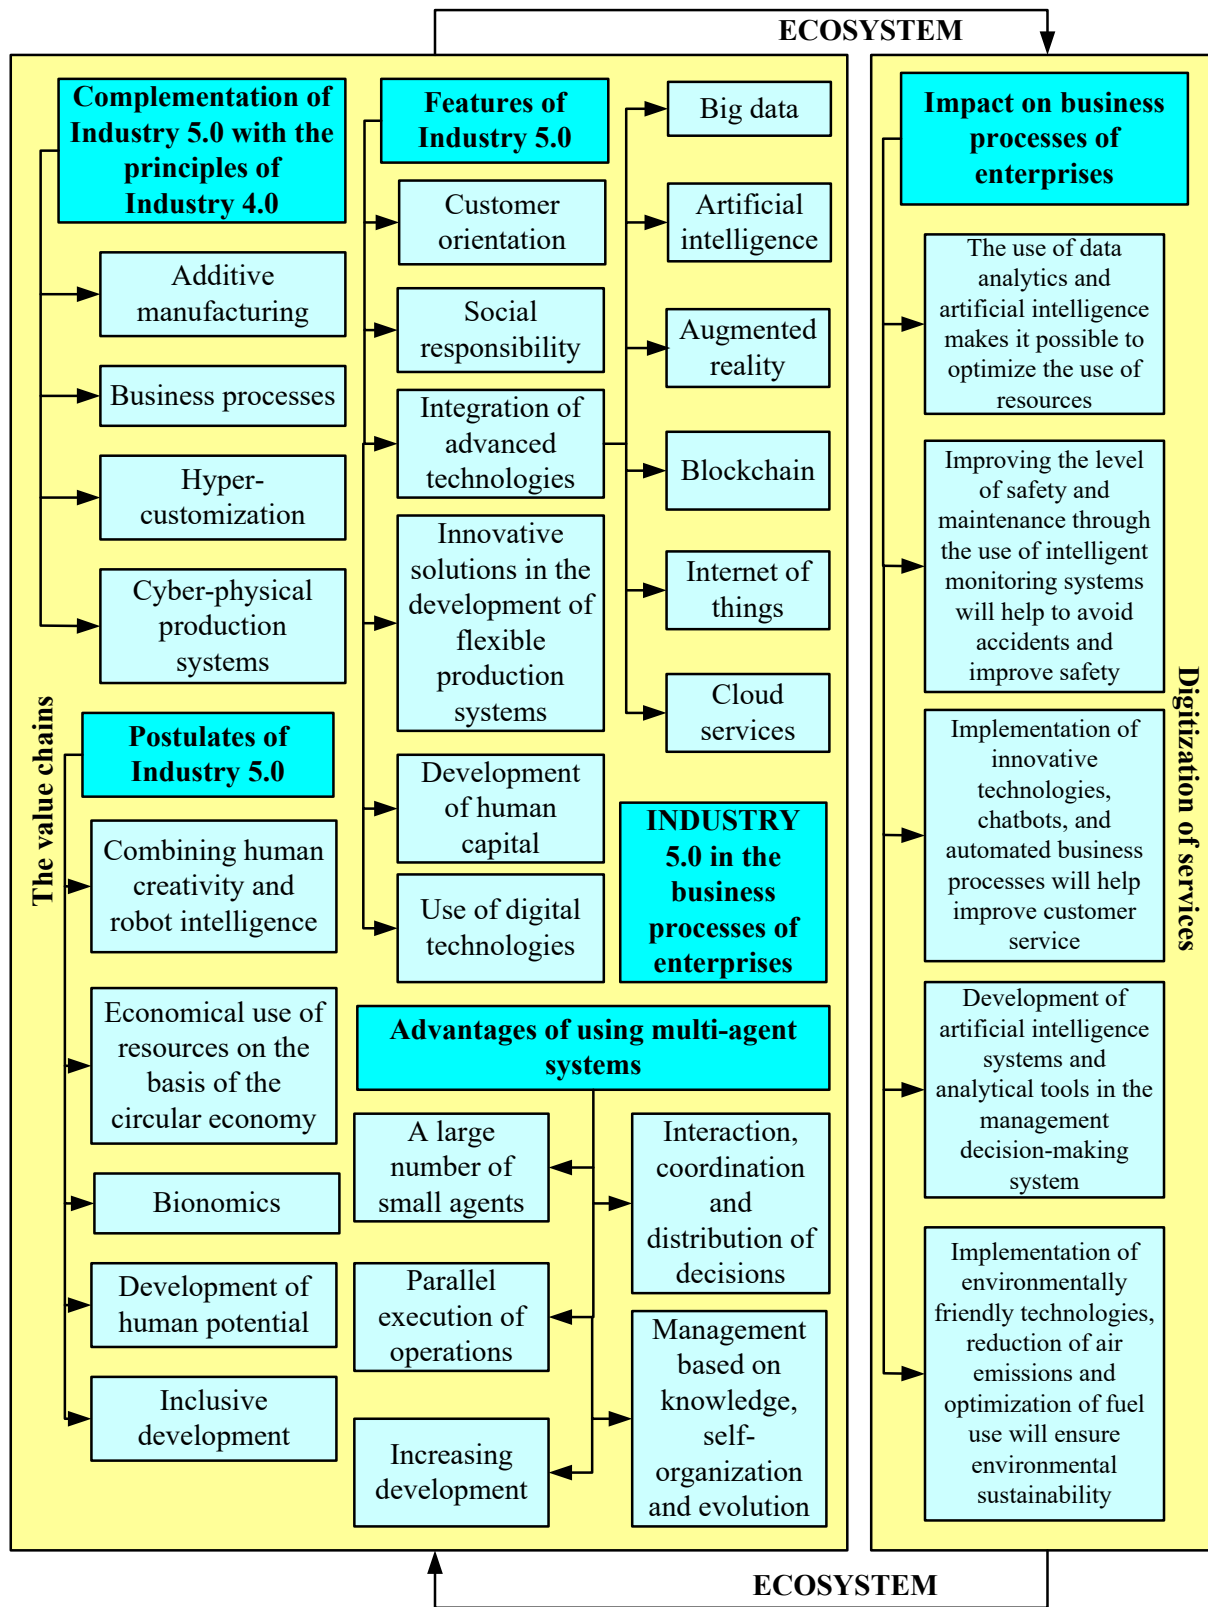 ECOSYSTEM
Complementation of
Industry 5.0 with the
principles of
Industry 4.0
Additive
manufacturing
Business processes
Hyper-
customization
Cyber-physical
production
systems
The value chains
Postulates of
Industry 5.0
Combining human
creativity and
robot intelligence
Economical use of
resources on the
basis of the
circular economy
Bionomics
Development of
human potential
Inclusive
development
Features of
Industry 5.0
Customer
orientation
Social
responsibility
Integration of
advanced
technologies
Innovative
solutions in the
development of
flexible
production
systems
Development
of human
capital
Use of digital
technologies
Big data
Artificial
intelligence
Augmented
reality
Blockchain
Internet of
things
Cloud
services
INDUSTRY
5.0 in the
business
processes of
enterprises
Advantages of using multi-agent
systems
A large
number of
small agents
Parallel
execution of
operations
Increasing
development
Interaction,
coordination
and
distribution of
decisions
Management
based on
knowledge,
self-
organization
and evolution
Impact on business
processes of
enterprises
The use of data
analytics and
artificial intelligence
makes it possible to
optimize the use of
resources
Improving the level
of safety and
maintenance through
the use of intelligent
monitoring systems
will help to avoid
accidents and
improve safety
Implementation of
innovative
technologies,
chatbots, and
automated business
processes will help
improve customer
service
Development of
artificial intelligence
systems and
analytical tools in the
management
decision-making
system
Implementation of
environmentally
friendly technologies,
reduction of air
emissions and
optimization of fuel
use will ensure
environmental
sustainability
Digitization of services
ECOSYSTEM